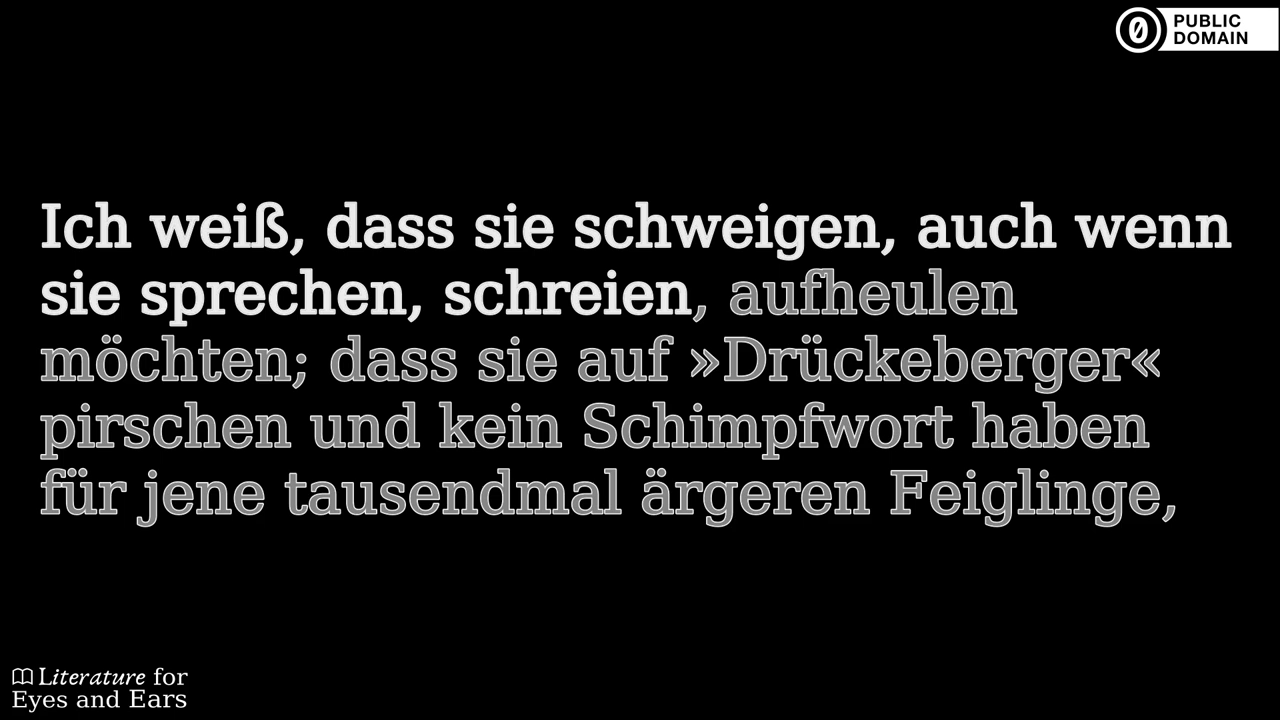 PUBLIC
DOMAIN
Ich weiß, dass sie schweigen, auch wenn
sie sprechen, schreien, aufheulen
möchten; dass sie auf »Drückeberger«
pirschen und kein Schimpfwort haben
für jene tausendmal ärgeren Feiglinge,
Literature for
Eyes and Ears